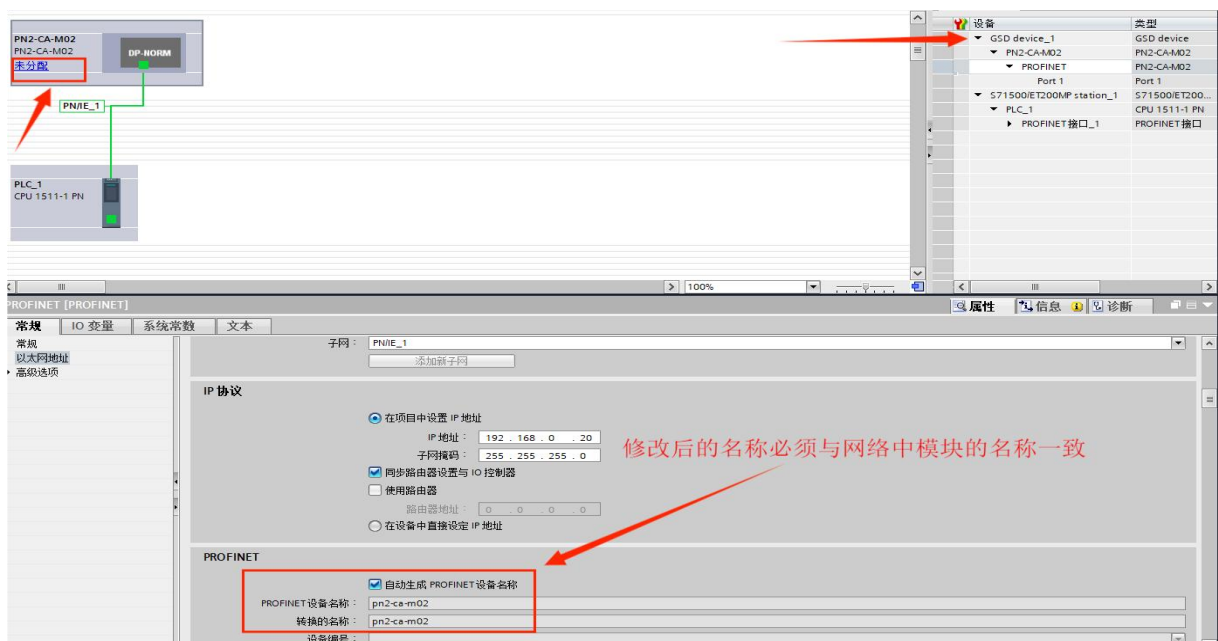 PN2-CA-M02
PN2-CA-M02
DP-NORM
未分配
PN/IE_1
PLC_1
CPU 1511-1 PN
设备
类型
GSD device_1
GSD device
PN2-CA-M02
PN2-CA-M02
PROFINET
PN2-CA-M02
Port 1
Port 1
S71500/ET200MP station_1
S71500/ET200...
PLC_1
CPU 1511-1 PN
PROFINET接口_1
PROFINET接口
100%
PROFINET [PROFINET]
属性
信息
诊断
常规
IO 变量
系统常数
文本
常规
以太网地址
高级选项
子网：
PN/IE_1
添加新子网
IP 协议
在项目中设置 IP 地址
IP 地址：
192 . 168 . 0 . 20
子网掩码：
255 . 255 . 255 . 0
修改后的名称必须与网络中模块的名称一致
同步路由器设置与 IO 控制器
使用路由器
路由器地址：
0 . 0 . 0 . 0
在设备中直接设定 IP 地址
PROFINET
自动生成 PROFINET 设备名称
PROFINET 设备名称：
pn2-ca-m02
转换的名称：
pn2-ca-m02
设备编号：